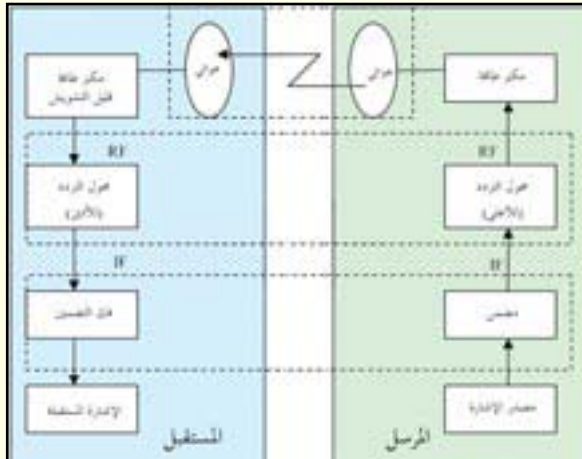 هوائي
هوائي
مكبر طاقة
مكبر طاقة
قليل التشويش
RF
RF
محول التردد
(للأعلى)
محول التردد
(للأدنى)
IF
IF
مضمن
فك التضمين
مصدر الإشارة
الإشارة المستقبلة
المرسل
المستقبل